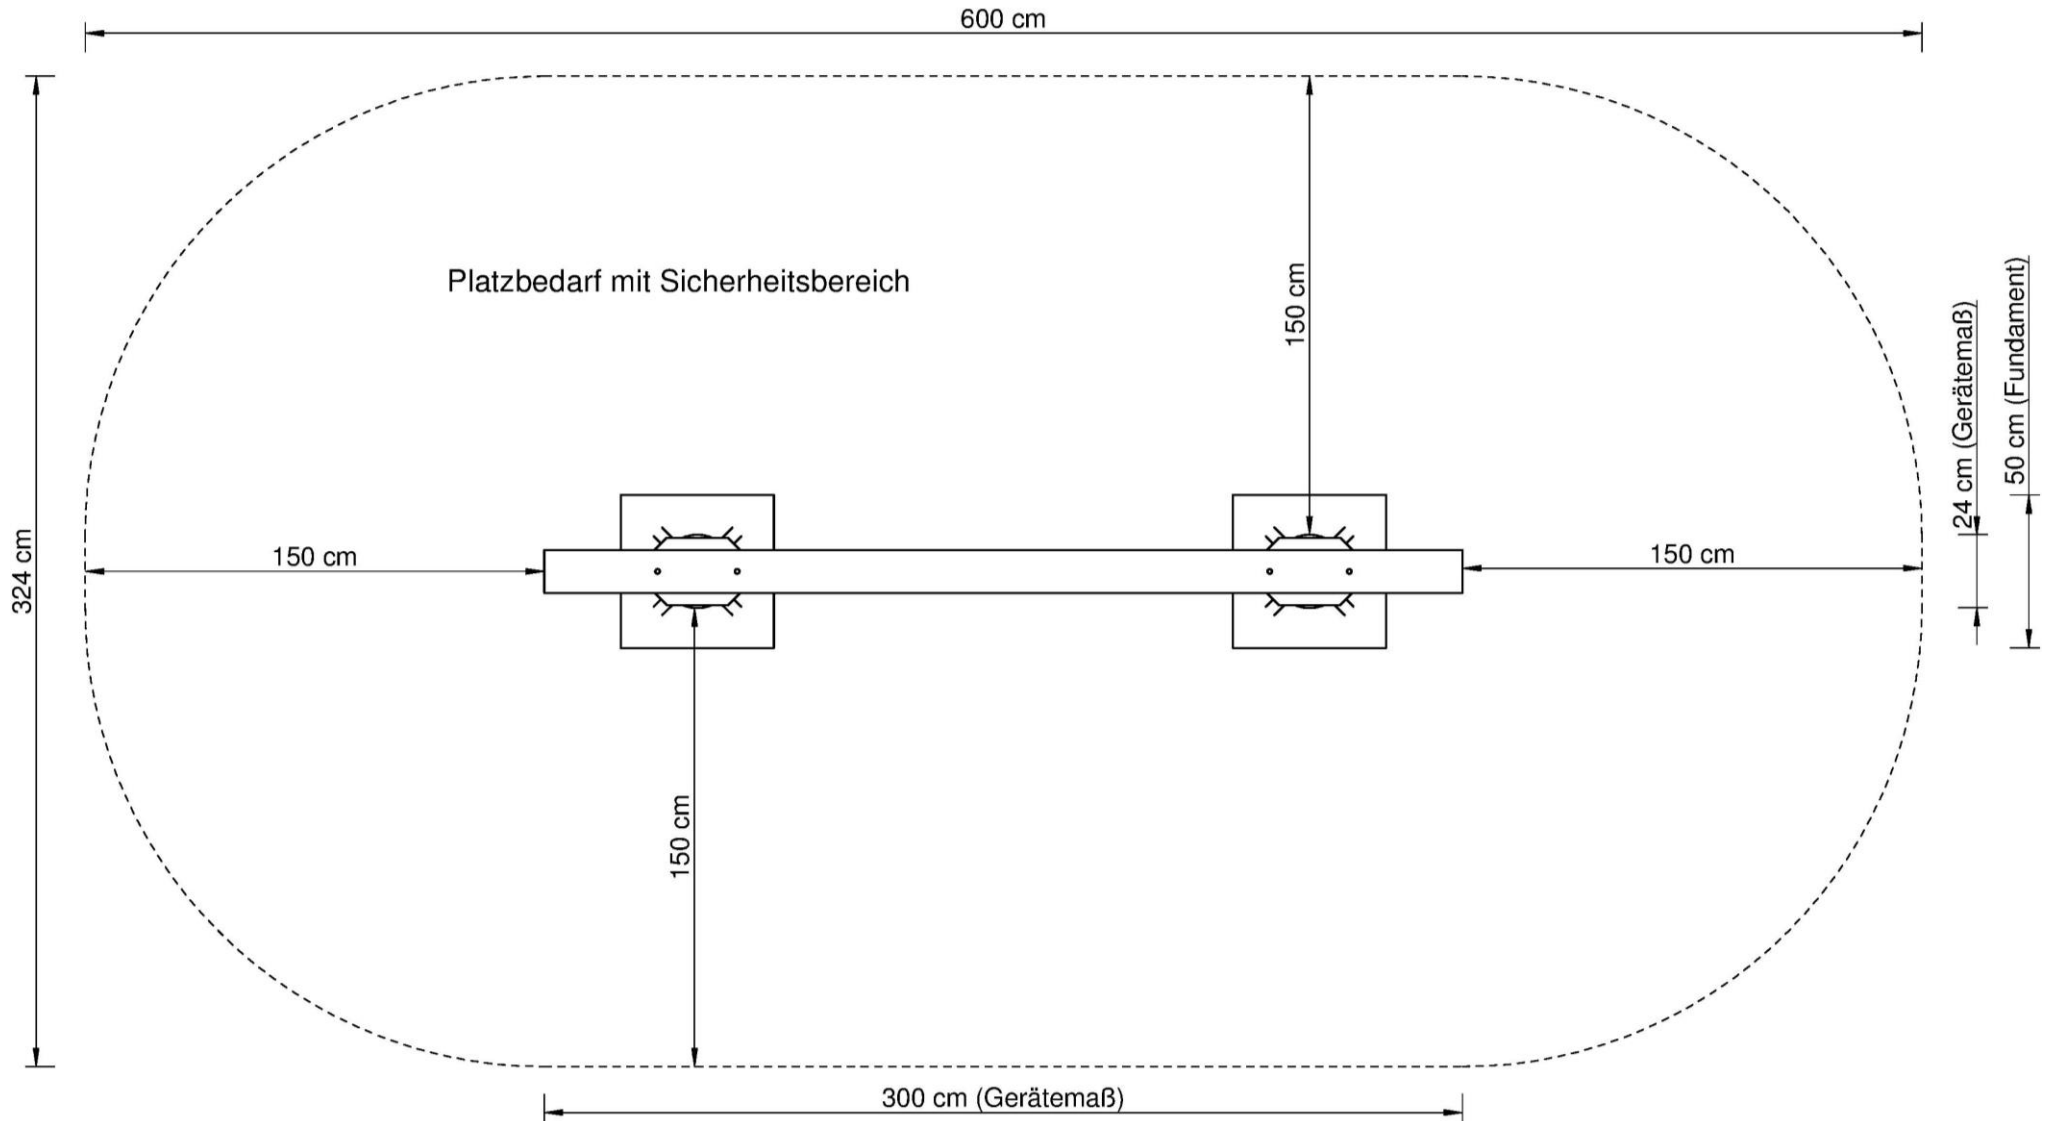 600 cm
Platzbedarf mit Sicherheitsbereich
150 cm
24 cm (Gerätemaß)
50 cm (Fundament)
324 cm
150 cm
150 cm
150 cm
300 cm (Gerätemaß)